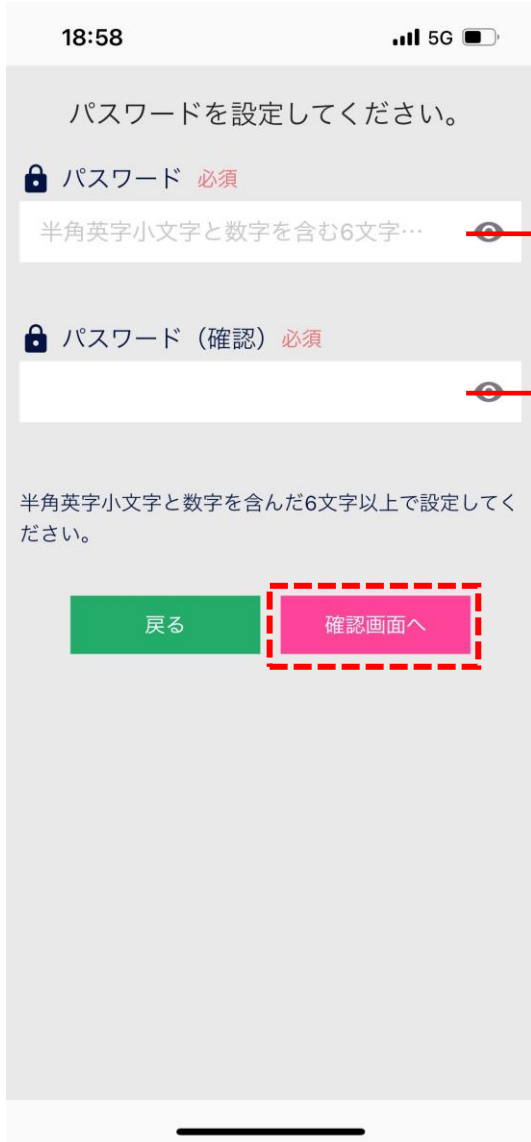 18:58 5G
パスワードを設定してください。
パスワード 必須
半角英字小文字と数字を含む6文字…
パスワード（確認）必須
半角英字小文字と数字を含んだ6文字以上で設定してく
ださい。
戻る 確認画面へ